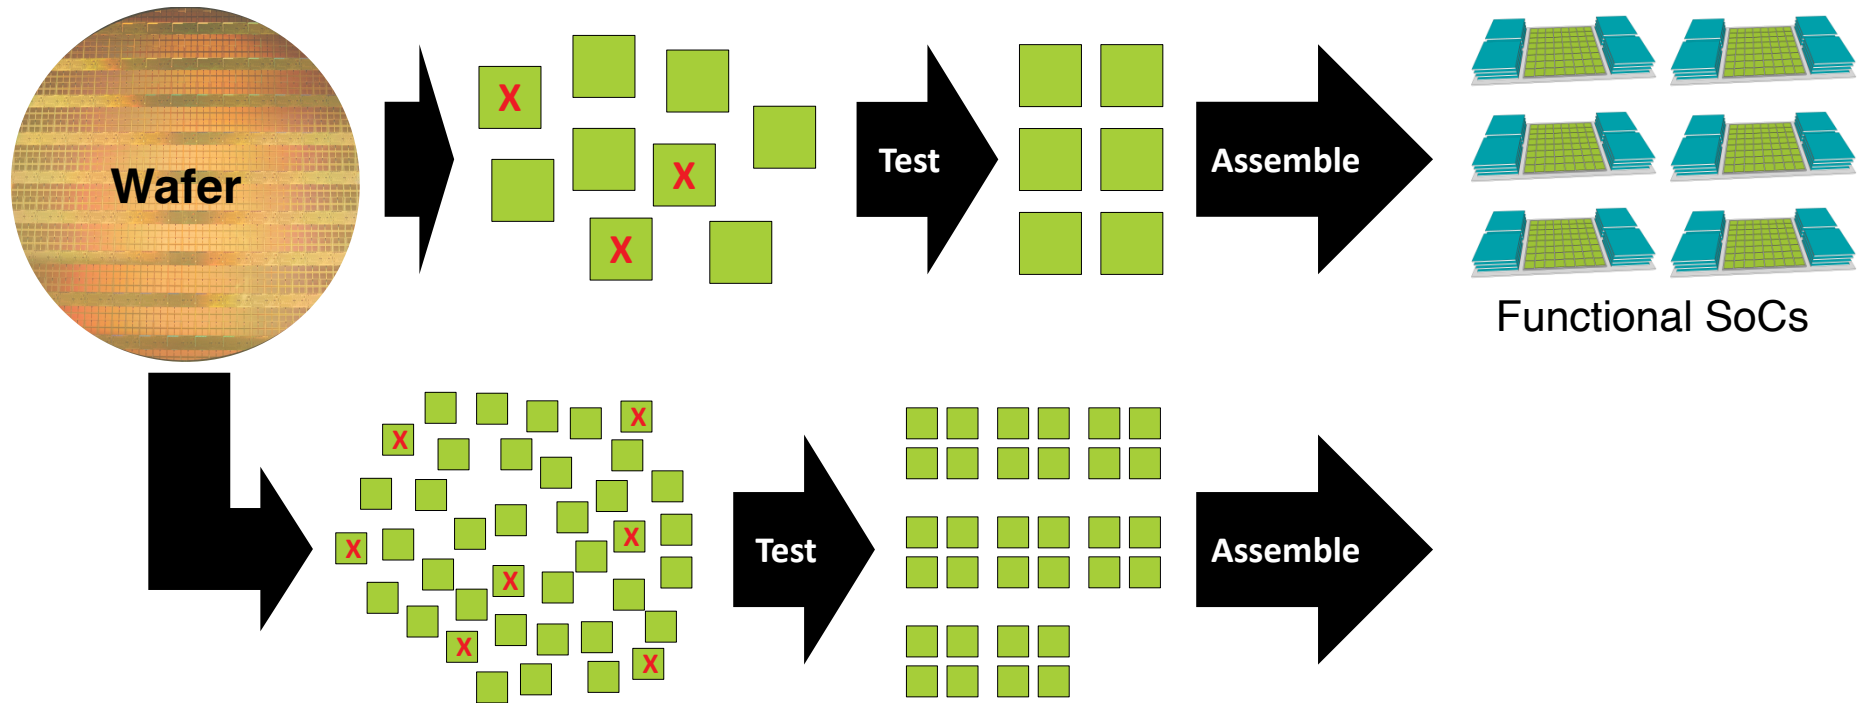 Wafer
X
X
X
Test
Assemble
Functional SoCs
X
X
X
X
X
X
X
Test
Assemble